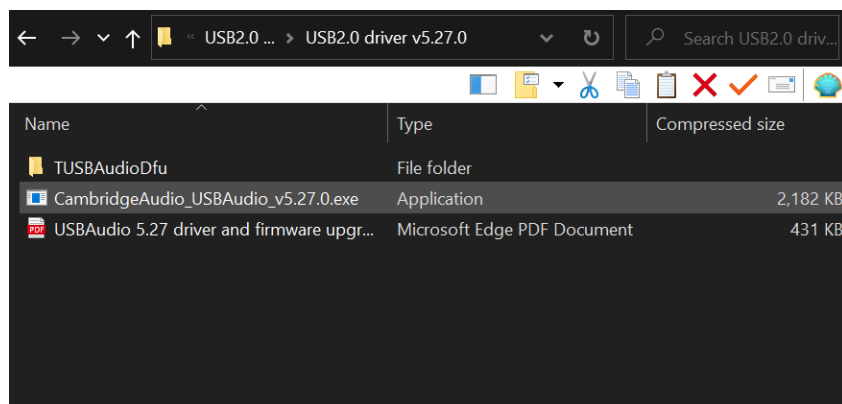 « USB2.0 ... > USB2.0 driver v5.27.0 Search USB2.0 driv...
Name Type Compressed size
TUSBAudioDfu File folder
CambridgeAudio_USBAudio_v5.27.0.exe Application 2,182 KB
PDF USBAudio 5.27 driver and firmware upgr... Microsoft Edge PDF Document 431 KB